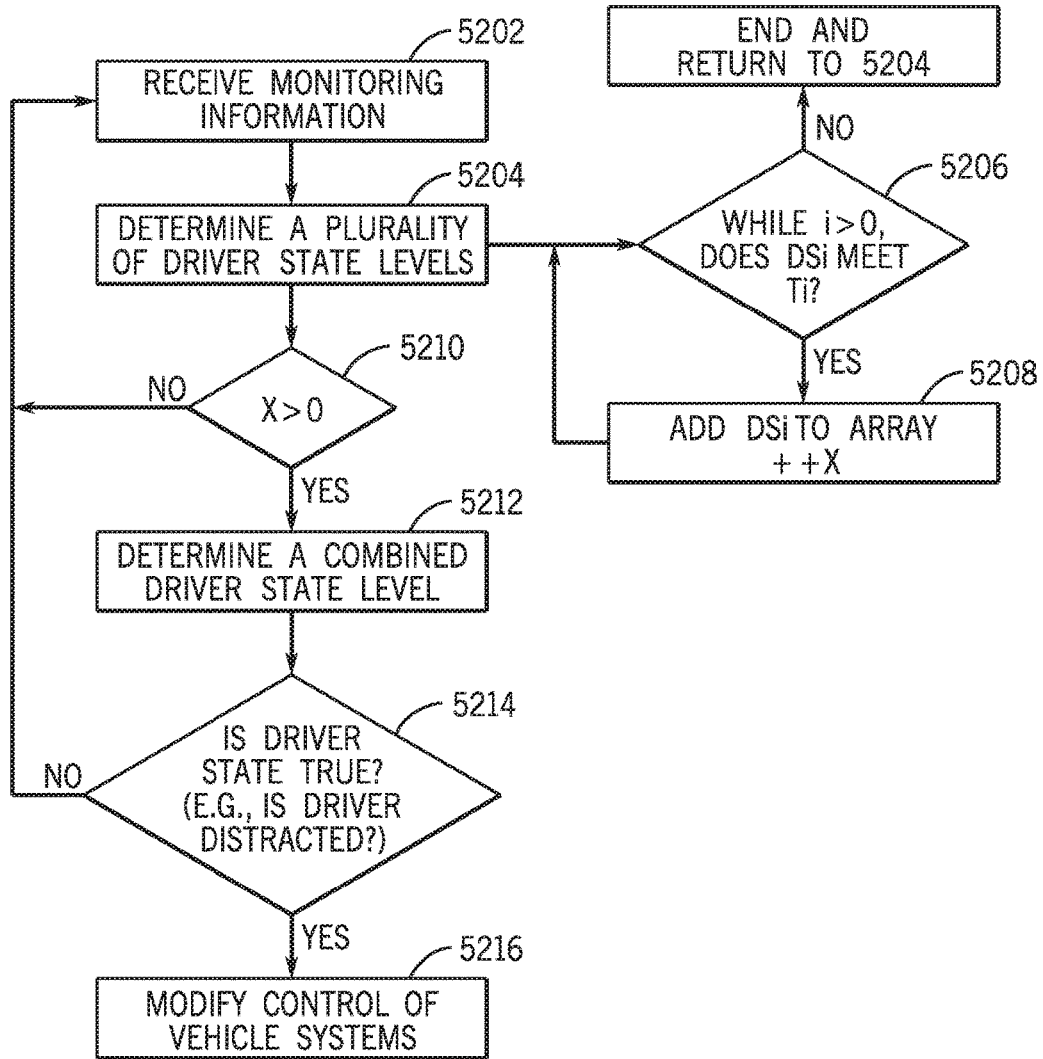 5202
RECEIVE MONITORING
INFORMATION
5204
DETERMINE A PLURALITY
OF DRIVER STATE LEVELS
5210
NO
X>0
YES
5212
DETERMINE A COMBINED
DRIVER STATE LEVEL
5214
IS DRIVER
STATE TRUE?
(E.G., IS DRIVER
DISTRACTED?)
NO
YES
5216
MODIFY CONTROL OF
VEHICLE SYSTEMS
END AND
RETURN TO 5204
NO
5206
WHILE i>0,
DOES DSi MEET
Ti?
YES
5208
ADD DSi TO ARRAY
++X